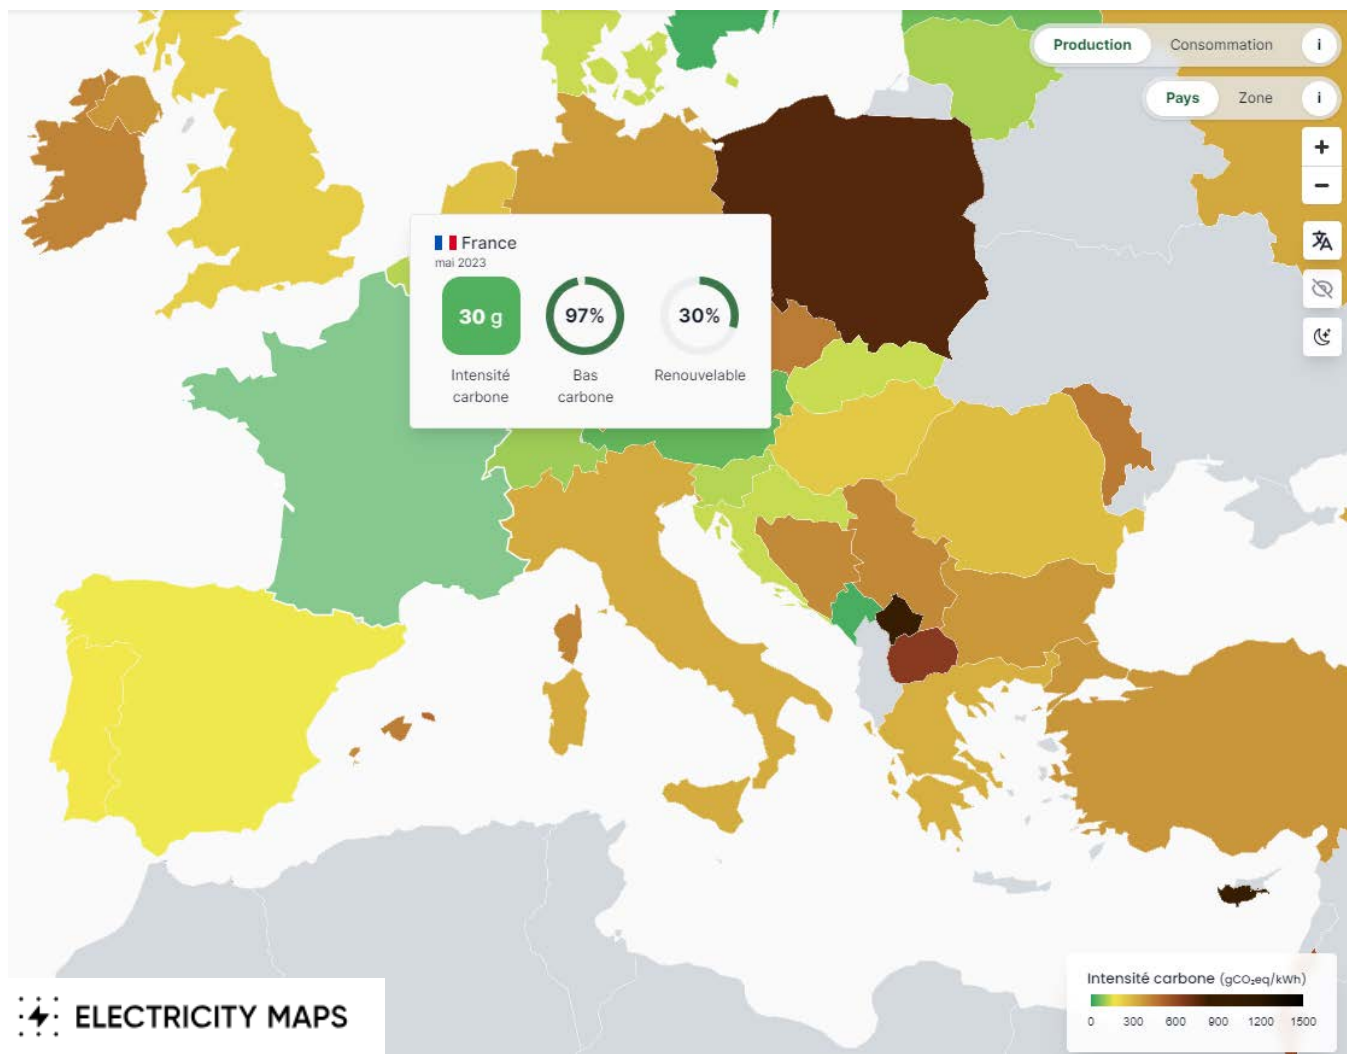 Production Consommation i
Pays Zone i
+
−
France
mai 2023
30 g 97% 30%
Intensité carbone
Bas carbone
Renouvelable
Intensité carbone (gCO₂eq/kWh)
0 300 600 900 1200 1500
ELECTRICITY MAPS